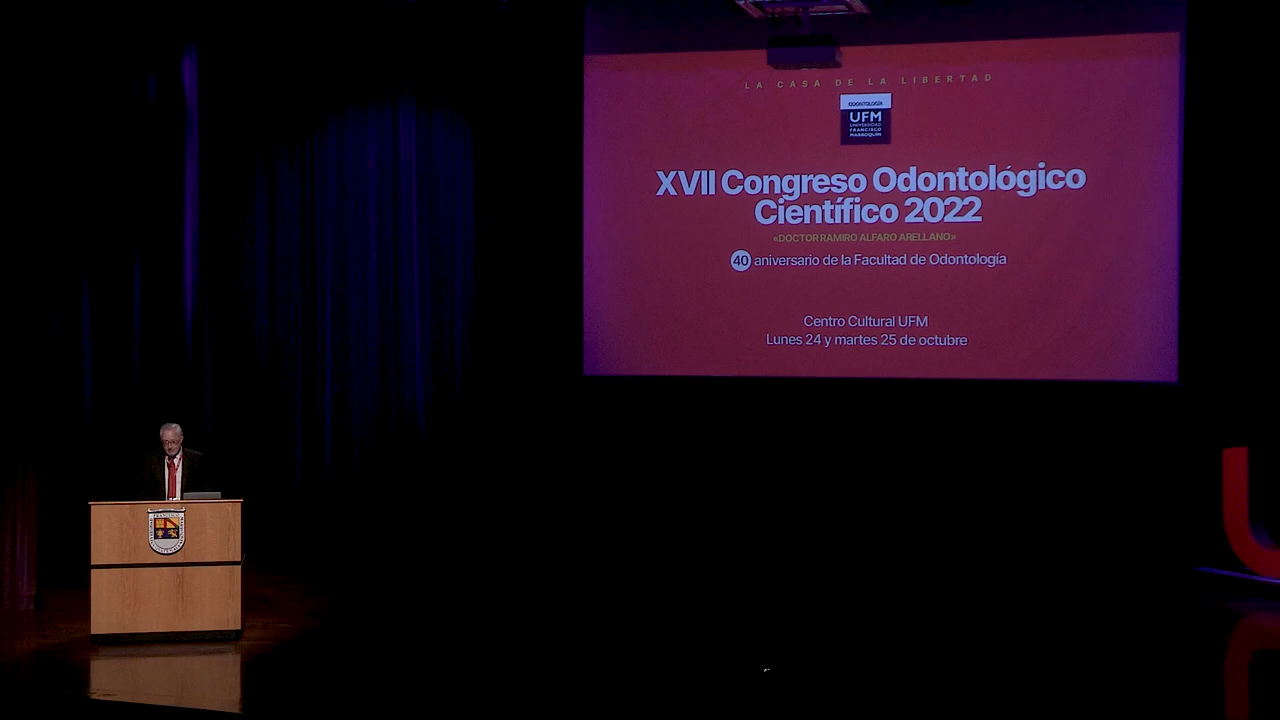 LA CASA DE LA LIBERTAD
ODONTOLOGÍA
UFM
UNIVERSIDAD
FRANCISCO
MARROQUÍN
XVII Congreso Odontológico
Científico 2022
«DOCTOR RAMIRO ALFARO ARELLANO»
40 aniversario de la Facultad de Odontología
Centro Cultural UFM
Lunes 24 y martes 25 de octubre
FRANCISCO
U